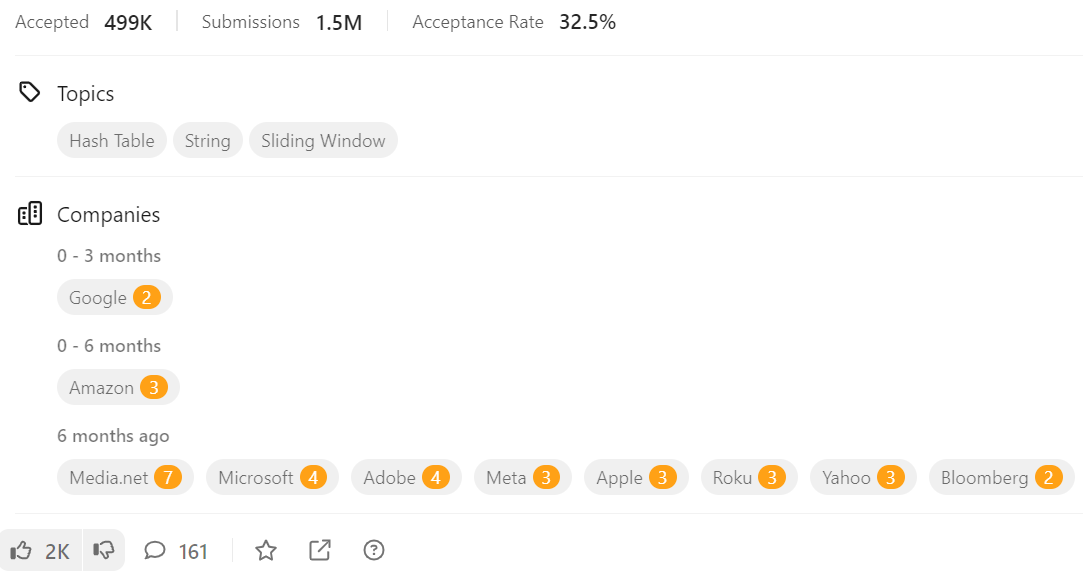 Accepted 499K Submissions 1.5M Acceptance Rate 32.5%
Topics
Hash Table String Sliding Window
Companies
0 - 3 months
Google 2
0 - 6 months
Amazon 3
6 months ago
Media.net 7 Microsoft 4 Adobe 4 Meta 3 Apple 3 Roku 3 Yahoo 3 Bloomberg 2
2K 161